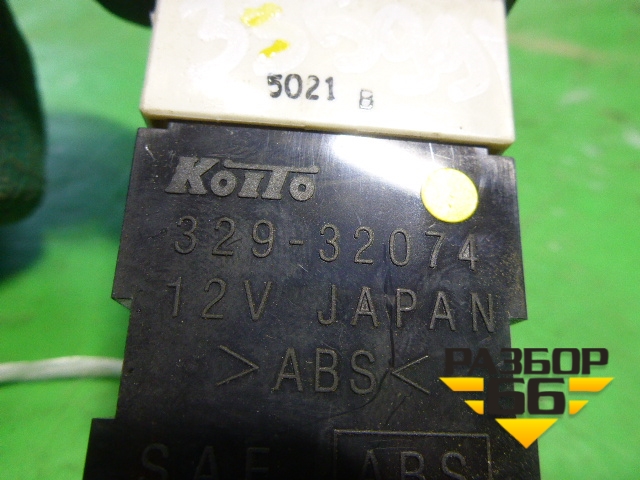 5021 B
KOITO
329-32074
12V JAPAN
>ABS<
РАЗБОР
66
SAE ABS